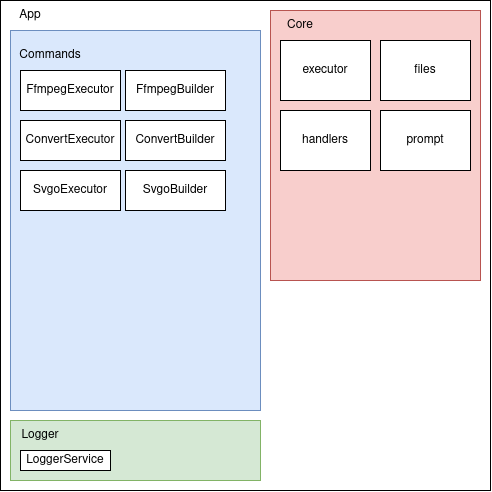 App
Commands
FfmpegExecutor
FfmpegBuilder
ConvertExecutor
ConvertBuilder
SvgoExecutor
SvgoBuilder
Logger
LoggerService
Core
executor
files
handlers
prompt